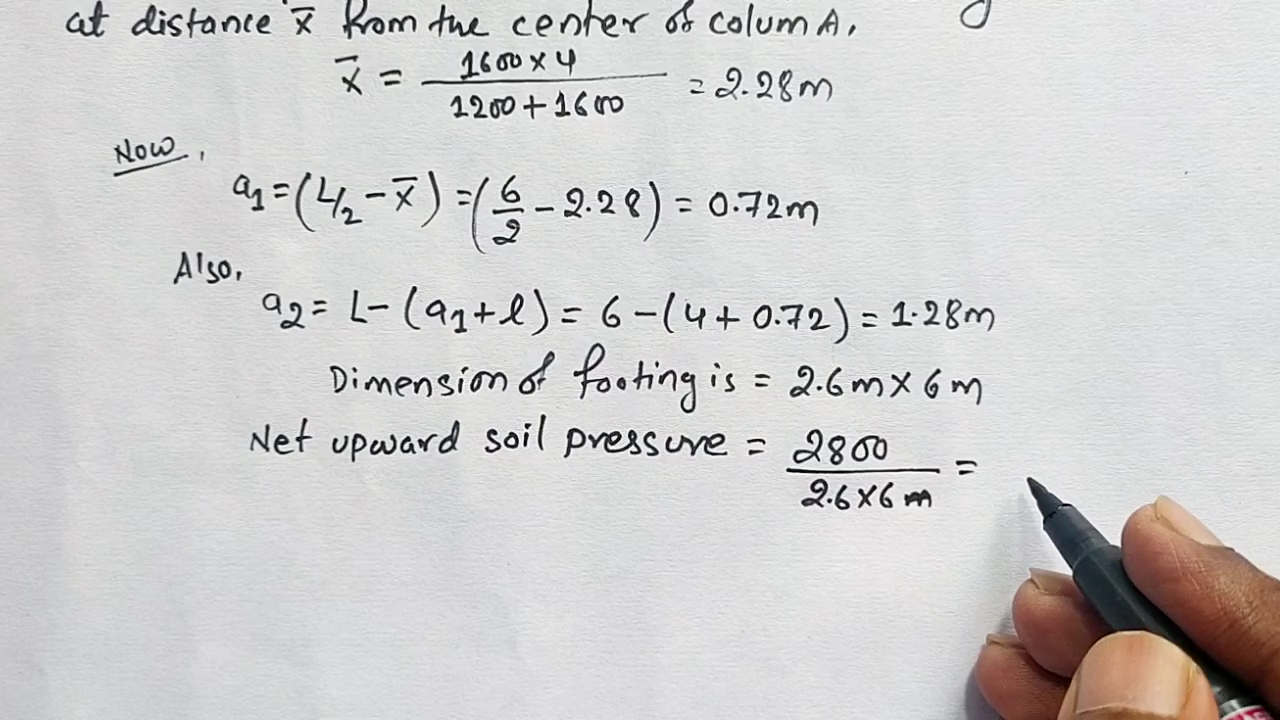 at distance x̄ from the center of colum A.
x̄ = 1600 × 4 / 1200 + 1600 = 2.28m
Now,
a1 = (L/2 - x̄) = (6/2 - 2.28) = 0.72m
Also,
a2 = L - (a1 + l) = 6 - (4 + 0.72) = 1.28m
Dimension of footing is = 2.6m × 6m
Net upward soil pressure = 2800 / 2.6 × 6 m =